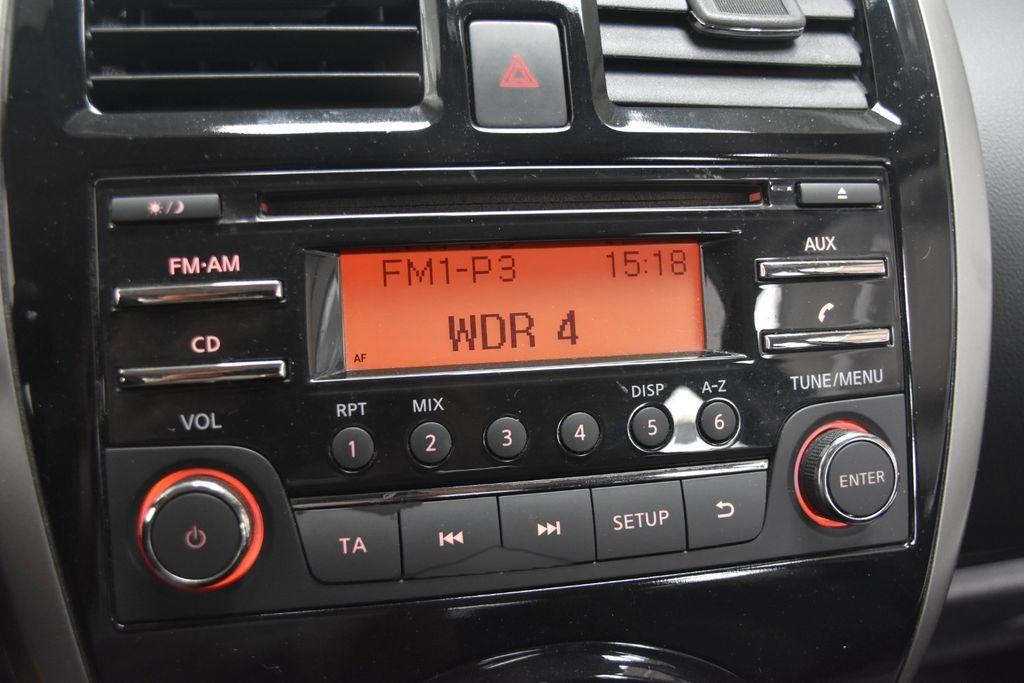 FM·AM
CD
VOL
FM1-P3 15:18
WDR 4
AF
AUX
TUNE/MENU
RPT MIX DISP A-Z
1 2 3 4 5 6
ENTER
TA SETUP